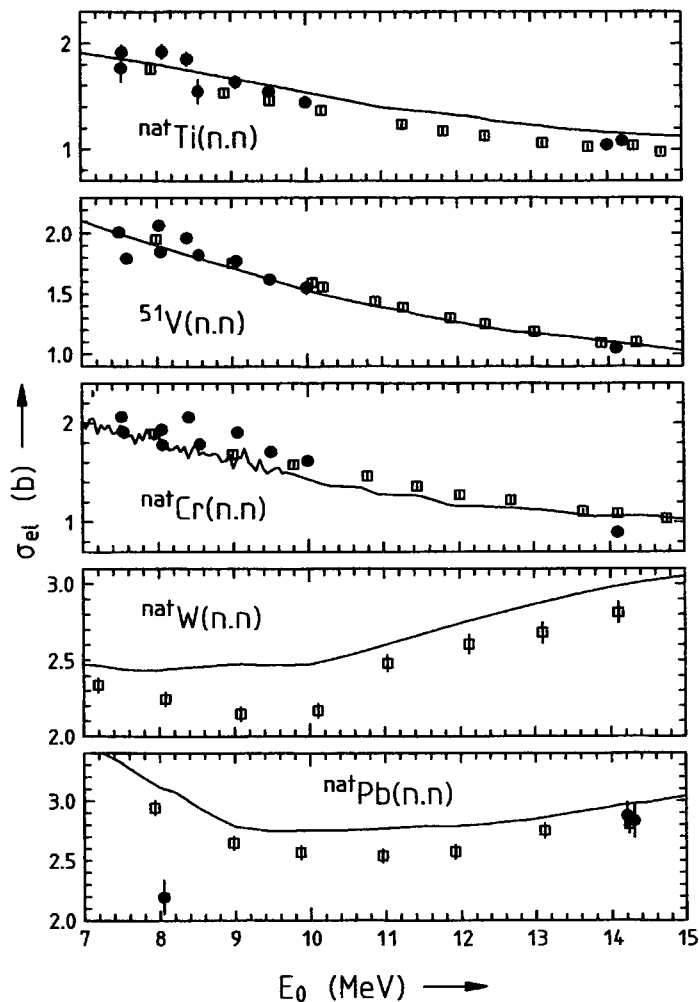 2
1
natTi(n.n)
2.0
1.5
1.0
51V(n.n)
2
1
natCr(n.n)
σel (b)
3.0
2.5
2.0
natW(n.n)
3.0
2.5
2.0
natPb(n.n)
7 8 9 10 11 12 13 14 15
E0 (MeV)